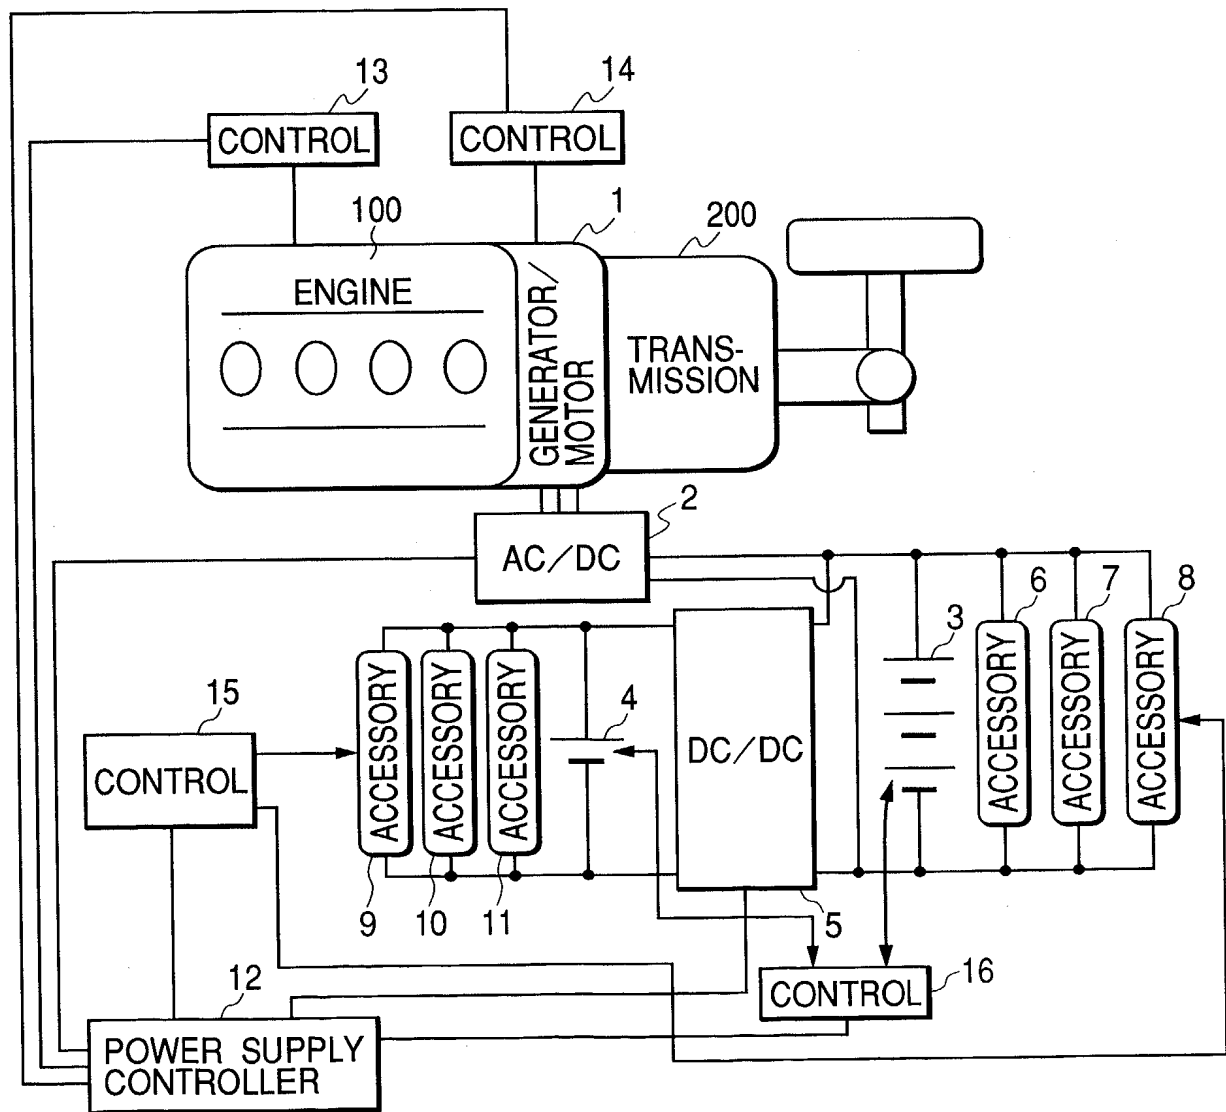 13
14
CONTROL
CONTROL
100
1
200
ENGINE
GENERATOR/
MOTOR
TRANS-
MISSION
2
AC/DC
6
7
8
3
ACCESSORY
ACCESSORY
ACCESSORY
15
4
CONTROL
ACCESSORY
ACCESSORY
ACCESSORY
DC/DC
9
10
11
5
12
16
CONTROL
POWER SUPPLY
CONTROLLER